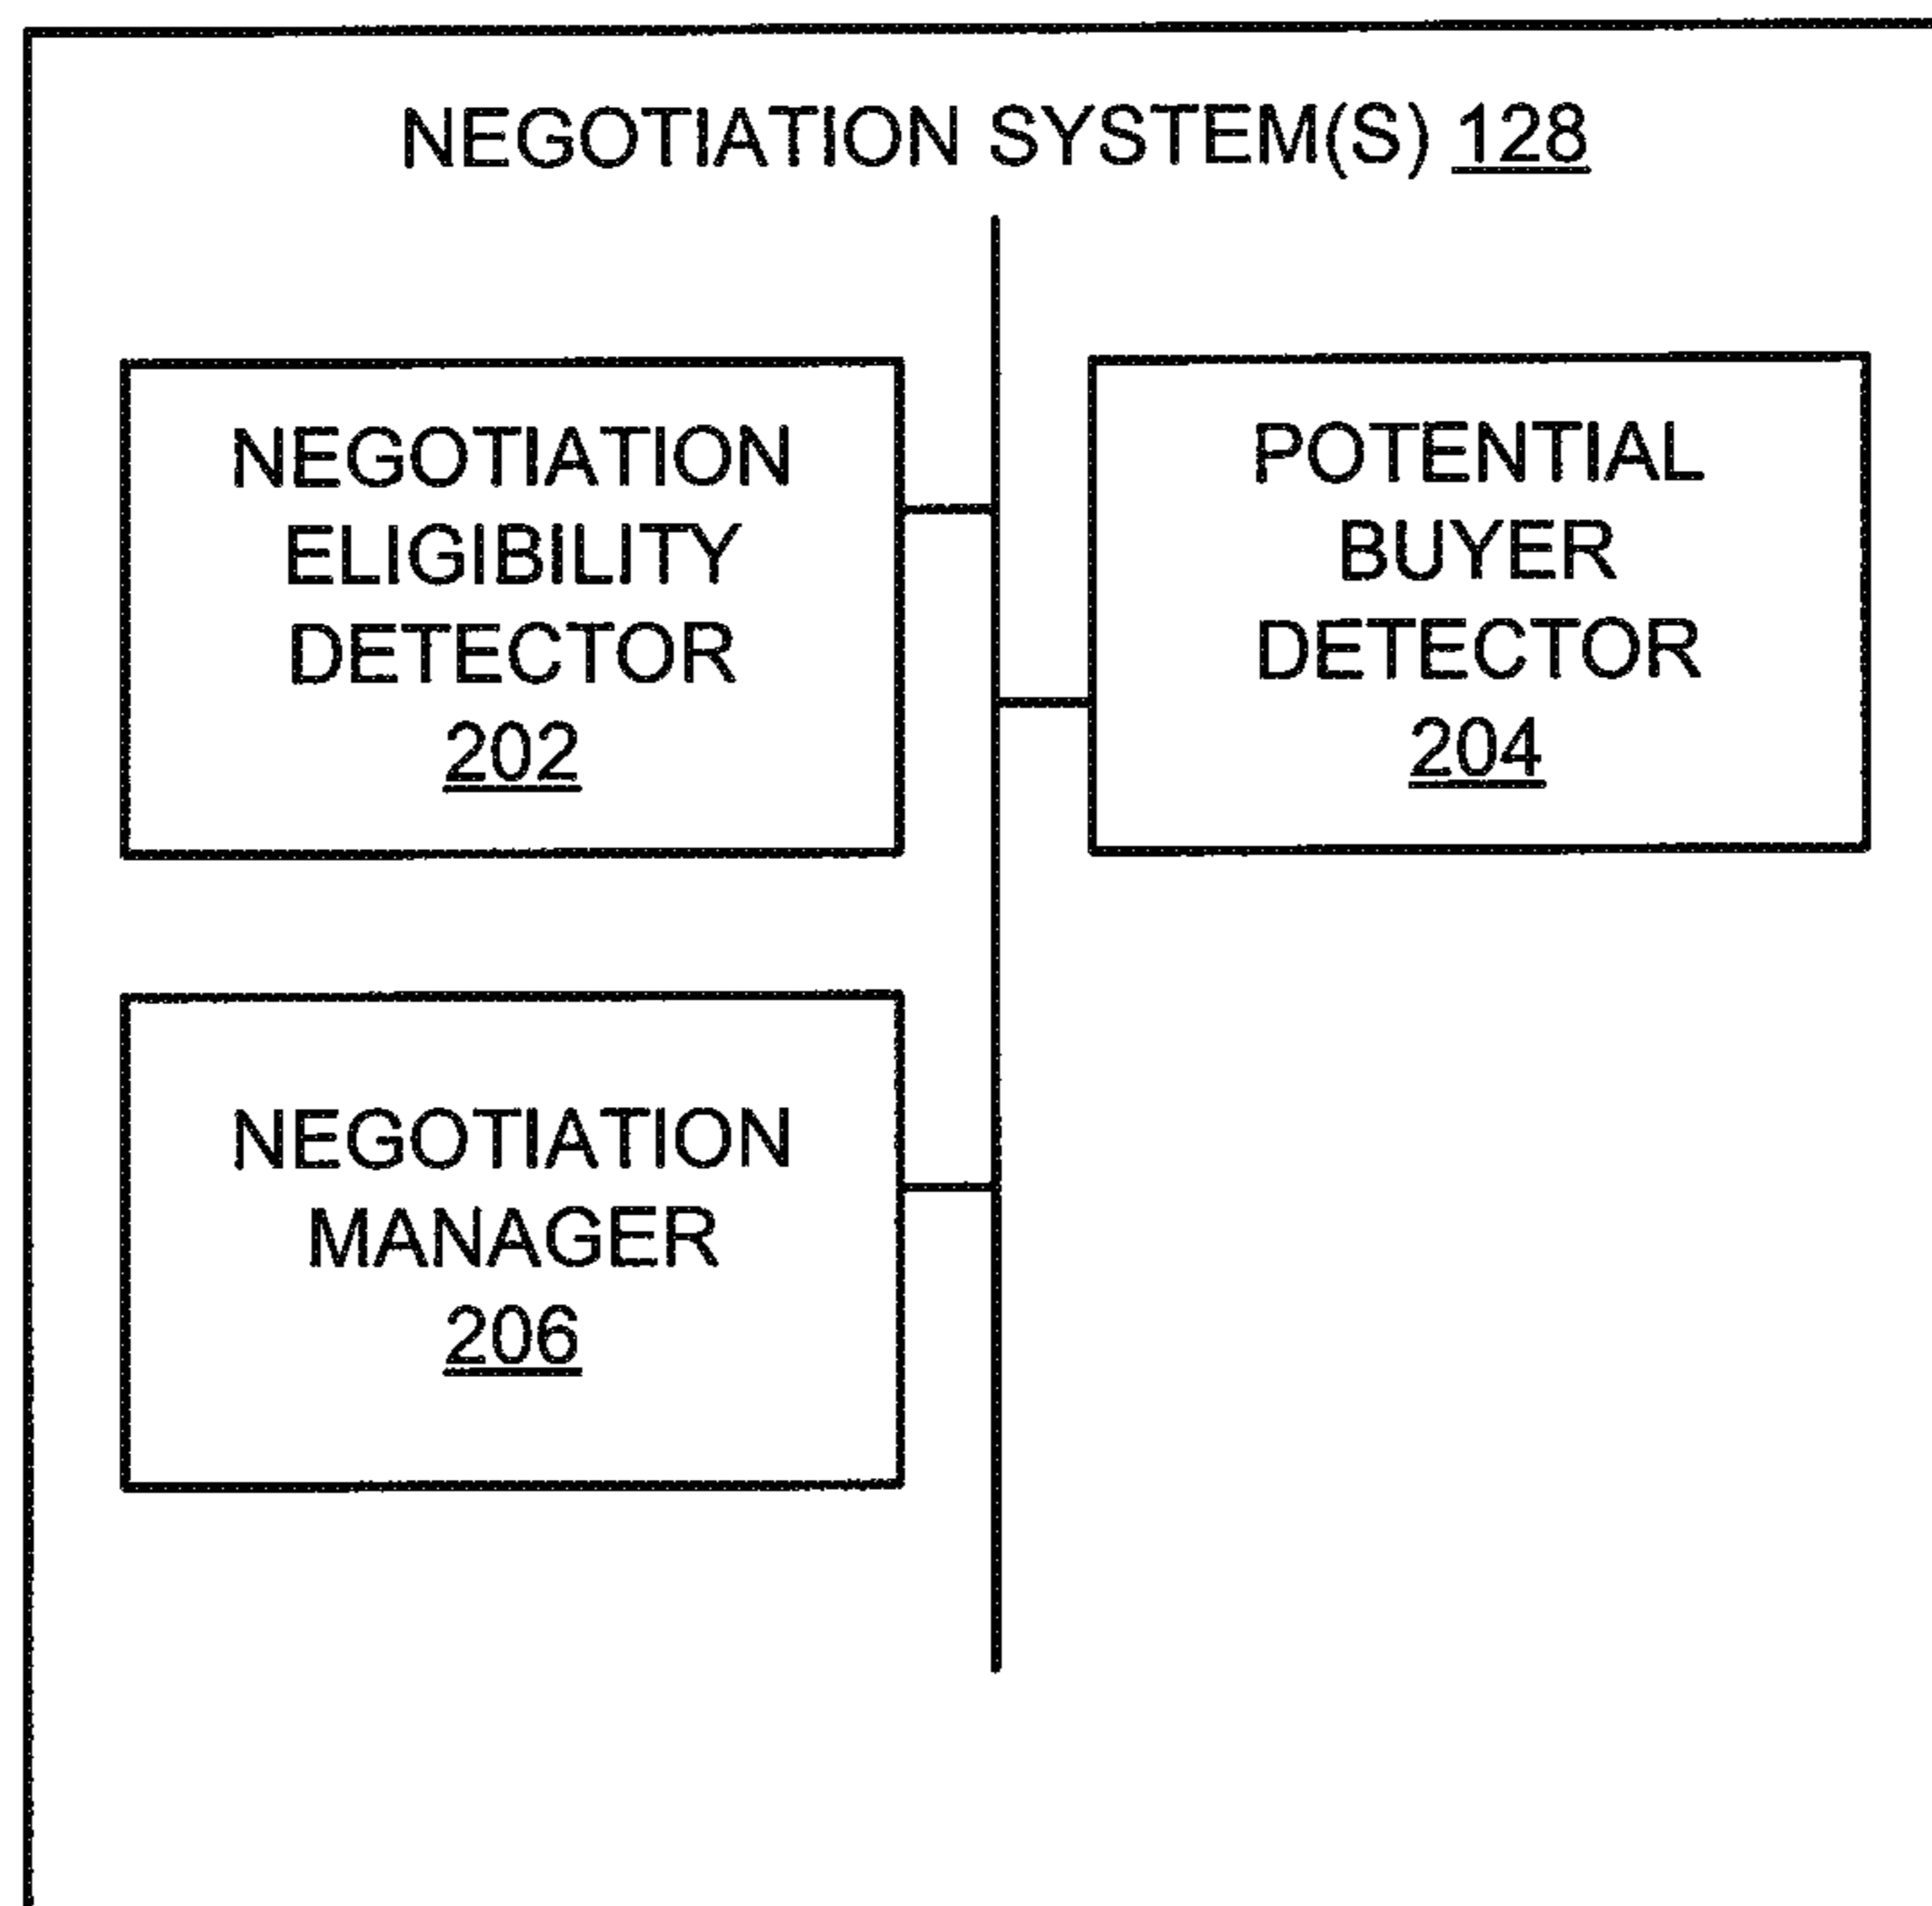 NEGOTIATION SYSTEM(S) 128
NEGOTIATION
ELIGIBILITY
DETECTOR
202
POTENTIAL
BUYER
DETECTOR
204
NEGOTIATION
MANAGER
206